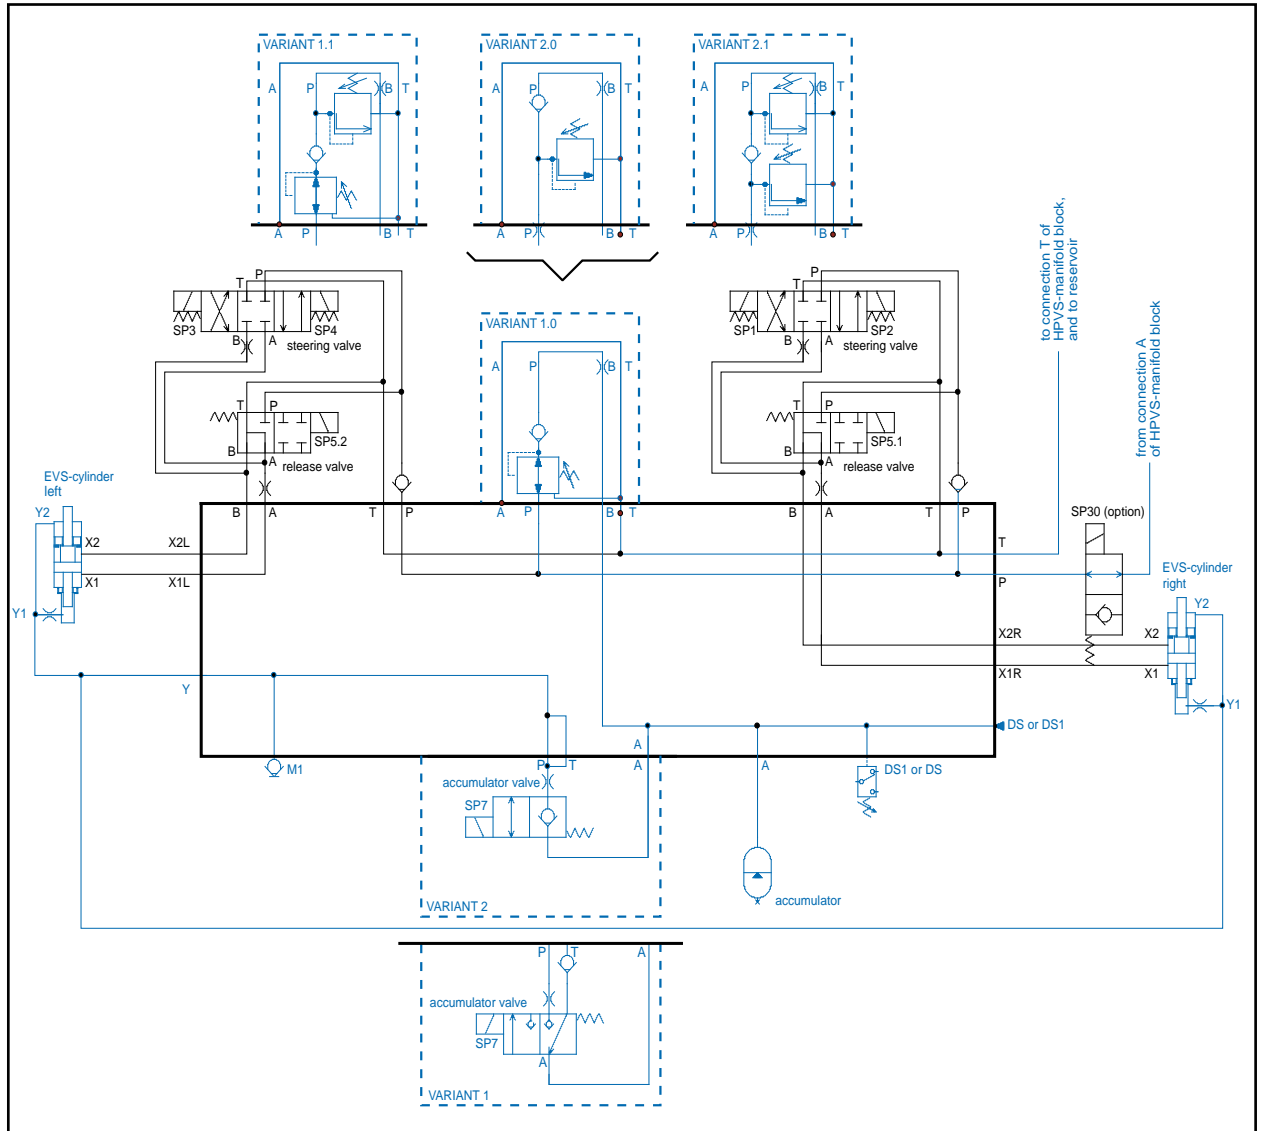 VARIANT 1.1
VARIANT 2.0
VARIANT 2.1
A P B T
A P B T
A P B T
A P B T
A P B T
A P B T
to connection T of
HPVS-manifold block,
and to reservoir
from connection A
of HPVS-manifold block
P
T
SP3
SP4
B A
steering valve
P
T
SP1
SP2
B A
steering valve
VARIANT 1.0
A P B T
T P
SP5.2
B
A
release valve
T P
SP5.1
B
A
release valve
EVS-cylinder
left
Y2
X2
X2L
X1
X1L
Y1
B A
T P
A P B T
B A
T P
SP30 (option)
T
P
EVS-cylinder
right
Y2
X2R
X2
X1R
X1
Y1
Y
M1
DS or DS1
DS1 or DS
A
P T A
A
accumulator valve
SP7
VARIANT 2
accumulator
P T A
accumulator valve
SP7
A
VARIANT 1